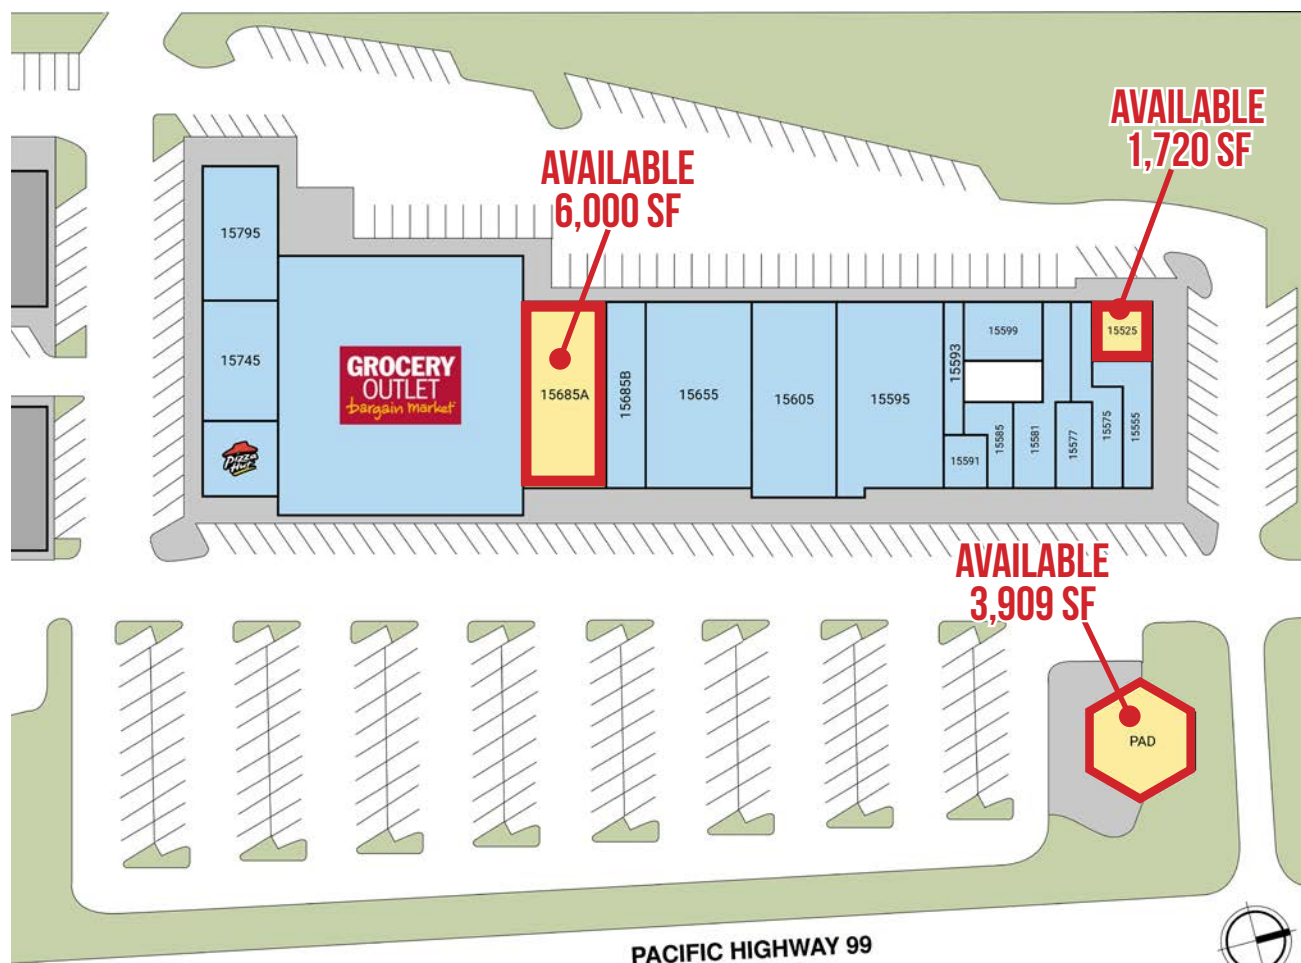 AVAILABLE
1,720 SF
AVAILABLE
6,000 SF
15795
15745
Pizza
Hut
GROCERY
OUTLET
bargain market
15685A
15685B
15655
15605
15595
15593
15599
15591
15585
15581
15577
15575
15555
15525
AVAILABLE
3,909 SF
PAD
PACIFIC HIGHWAY 99